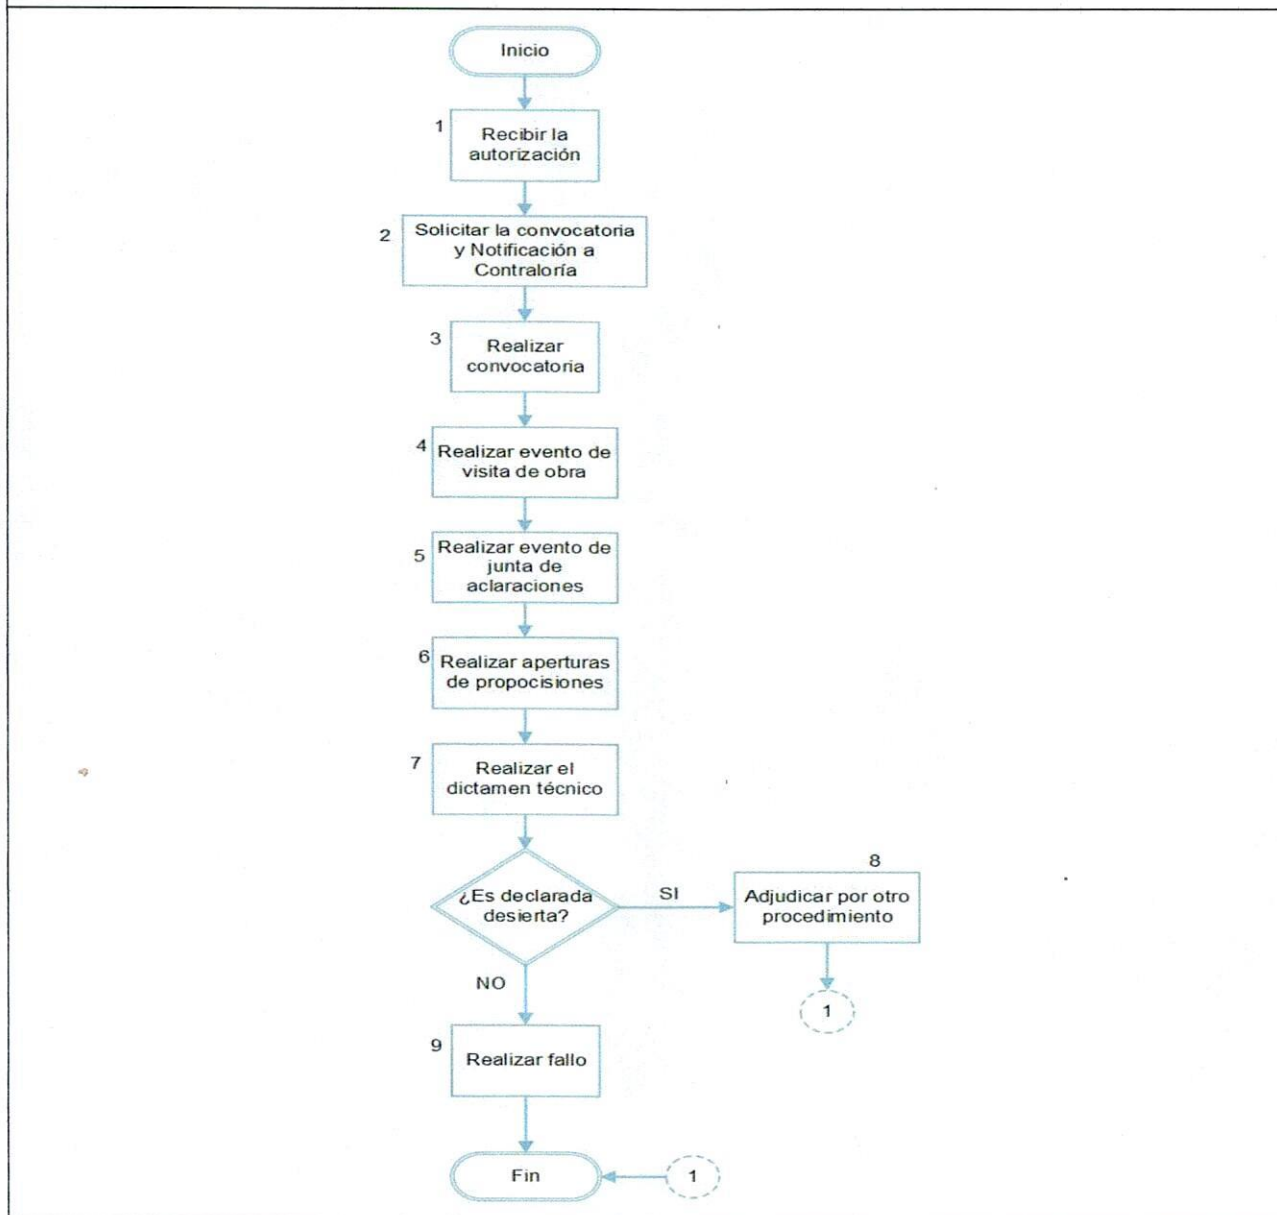 Inicio
1
Recibir la
autorización
2
Solicitar la convocatoria
y Notificación a
Contraloría
3
Realizar
convocatoria
4
Realizar evento de
visita de obra
5
Realizar evento de
junta de
aclaraciones
6
Realizar aperturas
de propocisiones
7
Realizar el
dictamen técnico
¿Es declarada
desierta?
SI
8
Adjudicar por otro
procedimiento
1
NO
9
Realizar fallo
Fin
1